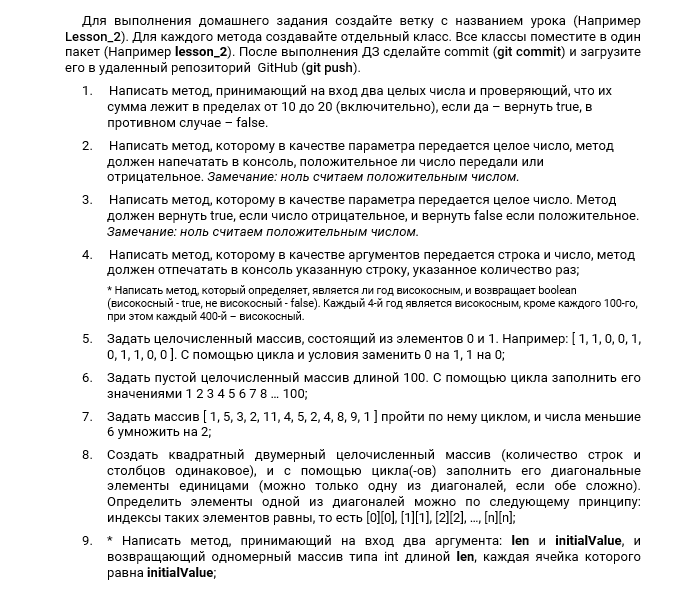 Для выполнения домашнего задания создайте ветку с названием урока (Например
Lesson_2). Для каждого метода создавайте отдельный класс. Все классы поместите в один
пакет (Например lesson_2). После выполнения ДЗ сделайте commit (git commit) и загрузите
его в удаленный репозиторий GitHub (git push).
1. Написать метод, принимающий на вход два целых числа и проверяющий, что их
сумма лежит в пределах от 10 до 20 (включительно), если да – вернуть true, в
противном случае – false.
2. Написать метод, которому в качестве параметра передается целое число, метод
должен напечатать в консоль, положительное ли число передали или
отрицательное. Замечание: ноль считаем положительным числом.
3. Написать метод, которому в качестве параметра передается целое число. Метод
должен вернуть true, если число отрицательное, и вернуть false если положительное.
Замечание: ноль считаем положительным числом.
4. Написать метод, которому в качестве аргументов передается строка и число, метод
должен отпечатать в консоль указанную строку, указанное количество раз;
* Написать метод, который определяет, является ли год високосным, и возвращает boolean
(високосный - true, не високосный - false). Каждый 4-й год является високосным, кроме каждого 100-го,
при этом каждый 400-й – високосный.
5. Задать целочисленный массив, состоящий из элементов 0 и 1. Например: [ 1, 1, 0, 0, 1,
0, 1, 1, 0, 0 ]. С помощью цикла и условия заменить 0 на 1, 1 на 0;
6. Задать пустой целочисленный массив длиной 100. С помощью цикла заполнить его
значениями 1 2 3 4 5 6 7 8 … 100;
7. Задать массив [ 1, 5, 3, 2, 11, 4, 5, 2, 4, 8, 9, 1 ] пройти по нему циклом, и числа меньшие
6 умножить на 2;
8. Создать квадратный двумерный целочисленный массив (количество строк и
столбцов одинаковое), и с помощью цикла(-ов) заполнить его диагональные
элементы единицами (можно только одну из диагоналей, если обе сложно).
Определить элементы одной из диагоналей можно по следующему принципу:
индексы таких элементов равны, то есть [0][0], [1][1], [2][2], …, [n][n];
9. * Написать метод, принимающий на вход два аргумента: len и initialValue, и
возвращающий одномерный массив типа int длиной len, каждая ячейка которого
равна initialValue;